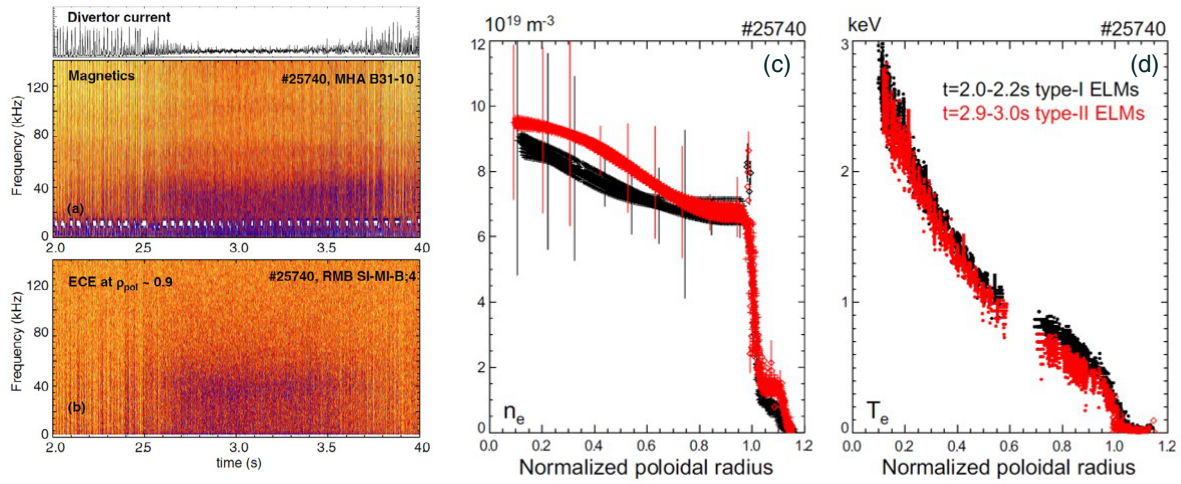 Divertor current
Magnetics
#25740, MHA B31-10
120
80
40
0
Frequency (kHz)
(a)
2.0
2.5
3.0
3.5
4.0
ECE at ρpol ~ 0.9
#25740, RMB SI-MI-B;4
120
80
40
0
Frequency (kHz)
(b)
2.0
2.5
3.0
3.5
4.0
time (s)
10¹⁹ m⁻³
#25740
(c)
12
10
8
6
4
2
0
nₑ
0.0
0.2
0.4
0.6
0.8
1.0
1.2
Normalized poloidal radius
keV
#25740
(d)
t=2.0-2.2s type-I ELMs
t=2.9-3.0s type-II ELMs
3
2
1
0
Tₑ
0.0
0.2
0.4
0.6
0.8
1.0
1.2
Normalized poloidal radius